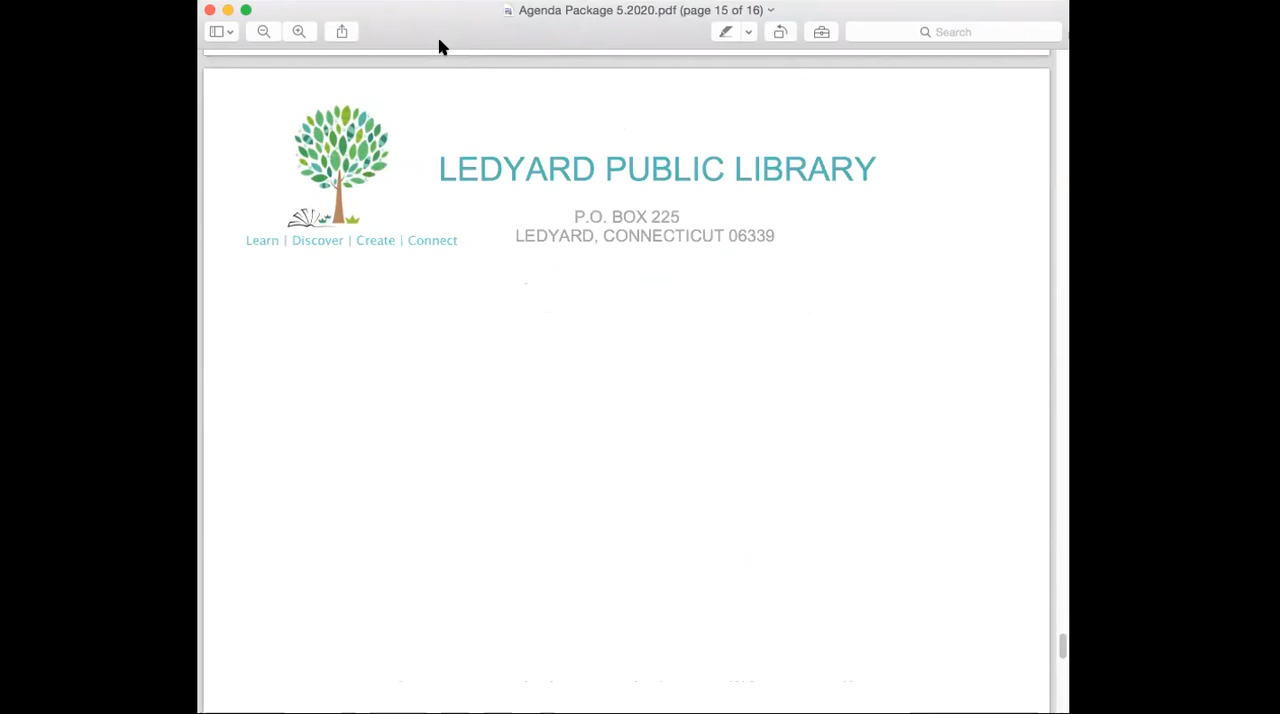 Agenda Package 5.2020.pdf (page 15 of 16)
Search
LEDYARD PUBLIC LIBRARY
P.O. BOX 225
LEDYARD, CONNECTICUT 06339
Learn | Discover | Create | Connect